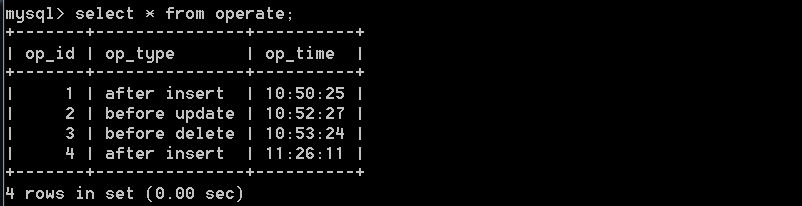 mysql> select * from operate;
+-------+---------------+----------+
| op_id | op_type       | op_time  |
+-------+---------------+----------+
|     1 | after insert  | 10:50:25 |
|     2 | before update | 10:52:27 |
|     3 | before delete | 10:53:24 |
|     4 | after insert  | 11:26:11 |
+-------+---------------+----------+
4 rows in set (0.00 sec)